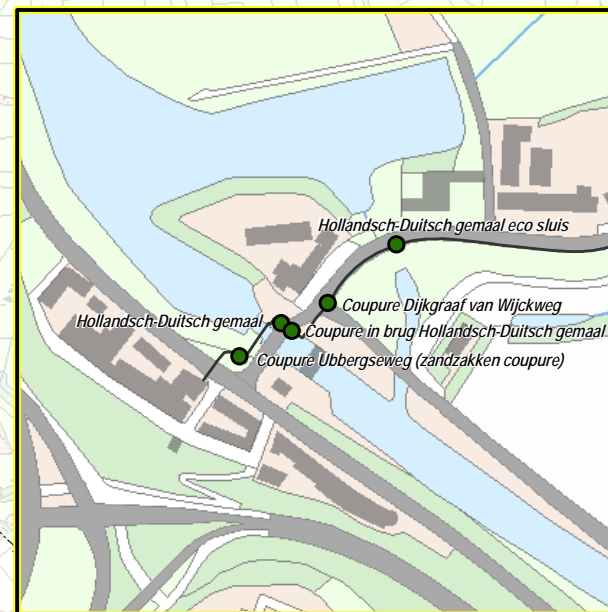 Hollandsch-Duitsch gemaal eco sluis
Coupure Dijkgraaf van Wijckweg
Hollandsch-Duitsch gemaal
Coupure in brug Hollandsch-Duitsch gemaal
Coupure Ubbergseweg (zandzakken coupure)